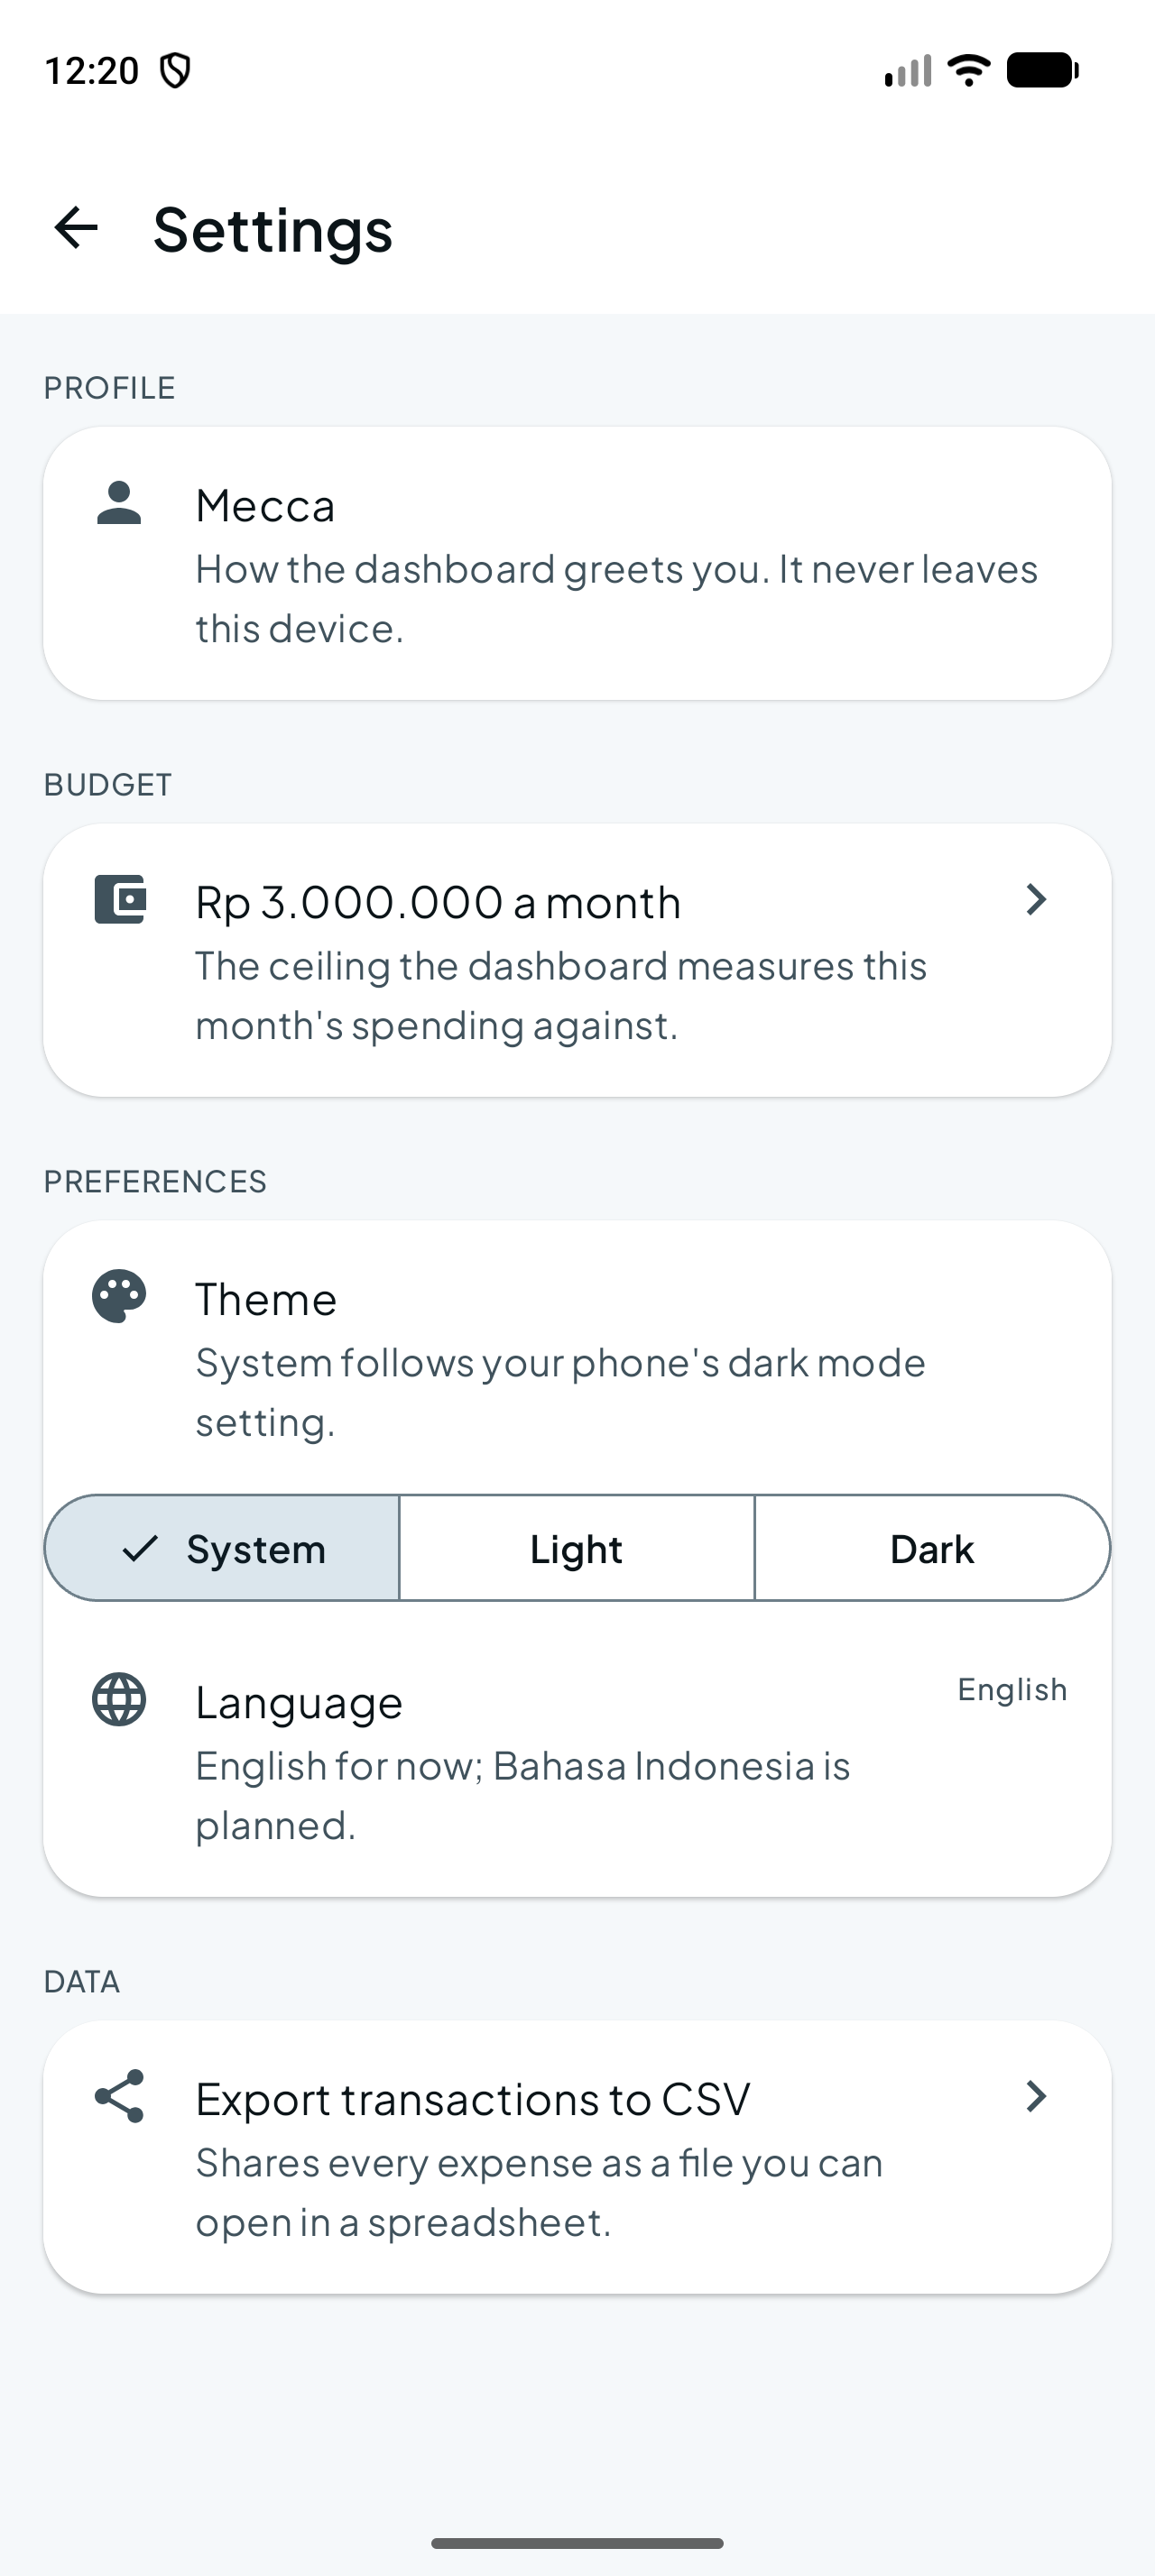 12:20
Settings
PROFILE
Mecca
How the dashboard greets you. It never leaves
this device.
BUDGET
Rp 3.000.000 a month
The ceiling the dashboard measures this
month's spending against.
PREFERENCES
Theme
System follows your phone's dark mode
setting.
System
Light
Dark
Language
English
English for now; Bahasa Indonesia is
planned.
DATA
Export transactions to CSV
Shares every expense as a file you can
open in a spreadsheet.